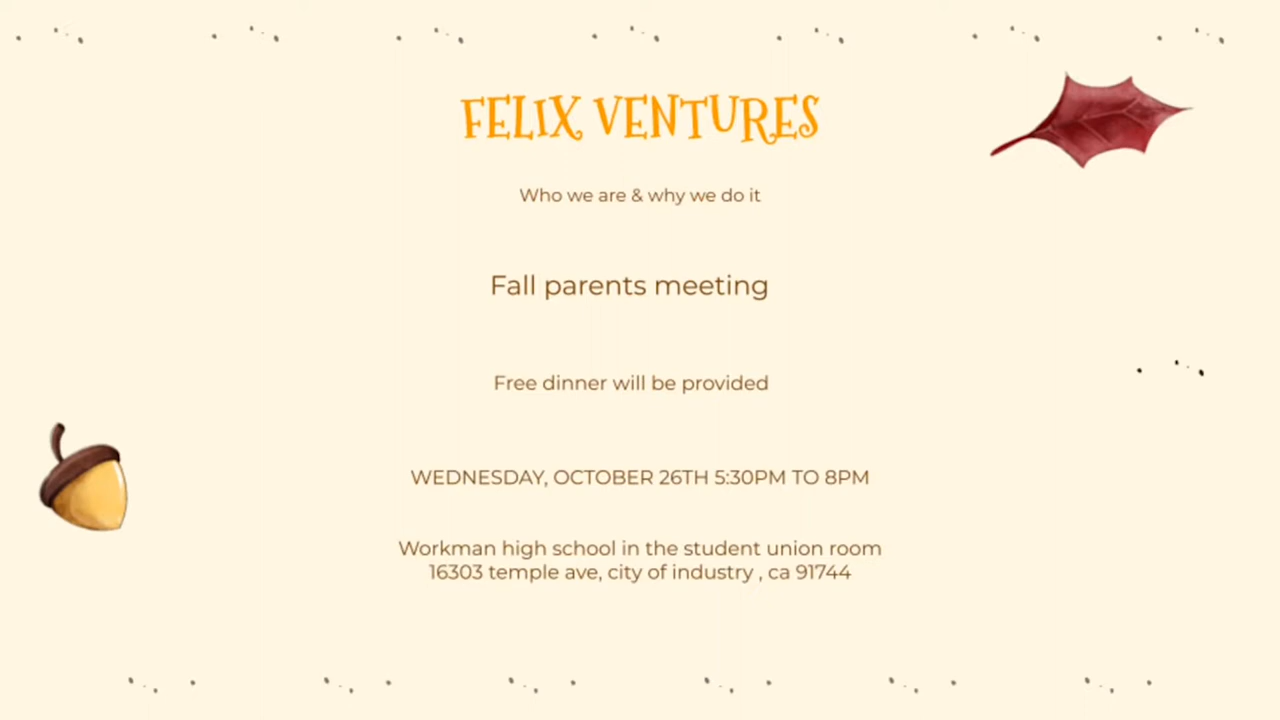 FELIX VENTURES
Who we are & why we do it
Fall parents meeting
Free dinner will be provided
WEDNESDAY, OCTOBER 26TH 5:30PM TO 8PM
Workman high school in the student union room
16303 temple ave, city of industry , ca 91744